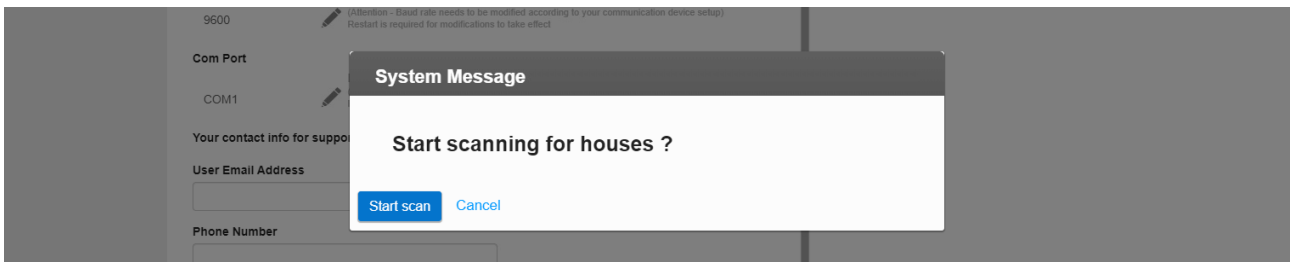 9600
(Attention - Baud rate needs to be modified according to your communication device setup)
Restart is required for modifications to take effect
Com Port
System Message
COM1
Your contact info for suppo
Start scanning for houses ?
User Email Address
Start scan Cancel
Phone Number